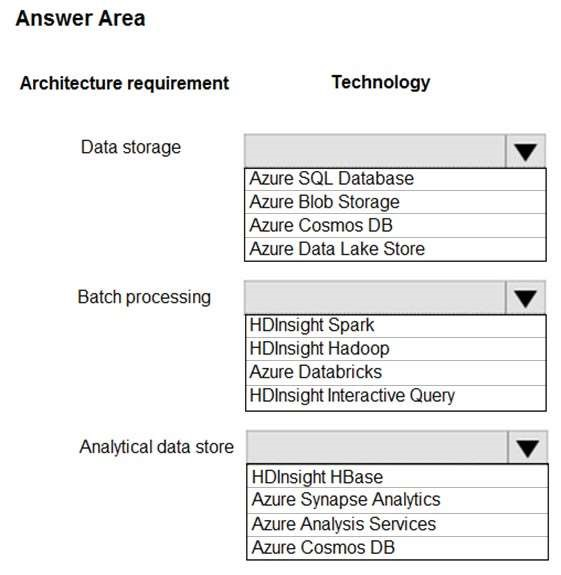 Answer Area
Architecture requirement Technology
Data storage
Azure SQL Database
Azure Blob Storage
Azure Cosmos DB
Azure Data Lake Store
Batch processing
HDInsight Spark
HDInsight Hadoop
Azure Databricks
HDInsight Interactive Query
Analytical data store
HDInsight HBase
Azure Synapse Analytics
Azure Analysis Services
Azure Cosmos DB